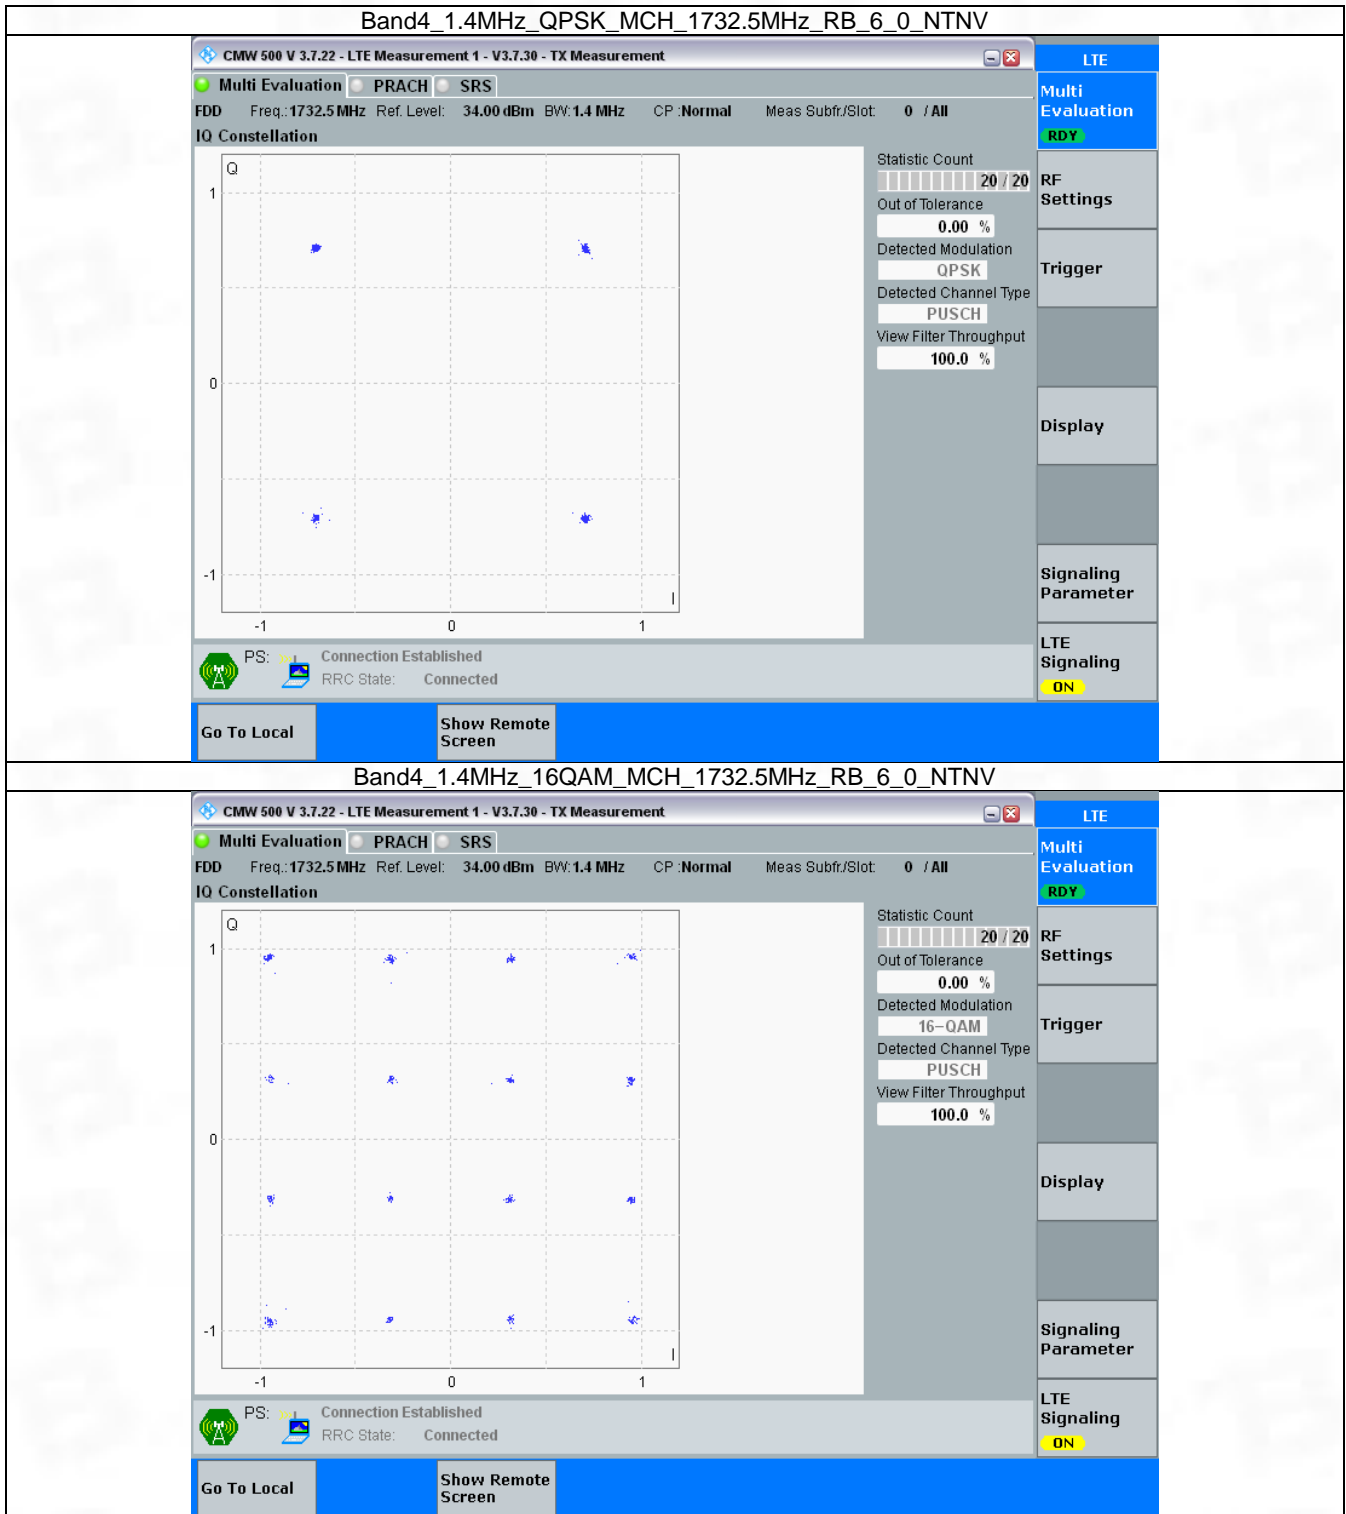 Band4_1.4MHz_QPSK_MCH_1732.5MHz_RB_6_0_NTNV
CMW 500 V 3.7.22 - LTE Measurement 1 - V3.7.30 - TX Measurement
LTE
Multi Evaluation PRACH SRS
Multi Evaluation
RDY
FDD Freq.: 1732.5 MHz Ref. Level: 34.00 dBm BW: 1.4 MHz CP : Normal Meas Subfr./Slot: 0 / All
IQ Constellation
Q
1
0
-1
I
-1 0 1
Statistic Count
20 / 20
Out of Tolerance
0.00 %
Detected Modulation
QPSK
Detected Channel Type
PUSCH
View Filter Throughput
100.0 %
RF Settings
Trigger
Display
Signaling Parameter
LTE Signaling
ON
PS: Connection Established
RRC State: Connected
Go To Local
Show Remote Screen
Band4_1.4MHz_16QAM_MCH_1732.5MHz_RB_6_0_NTNV
CMW 500 V 3.7.22 - LTE Measurement 1 - V3.7.30 - TX Measurement
LTE
Multi Evaluation PRACH SRS
Multi Evaluation
RDY
FDD Freq.: 1732.5 MHz Ref. Level: 34.00 dBm BW: 1.4 MHz CP : Normal Meas Subfr./Slot: 0 / All
IQ Constellation
Q
1
0
-1
I
-1 0 1
Statistic Count
20 / 20
Out of Tolerance
0.00 %
Detected Modulation
16-QAM
Detected Channel Type
PUSCH
View Filter Throughput
100.0 %
RF Settings
Trigger
Display
Signaling Parameter
LTE Signaling
ON
PS: Connection Established
RRC State: Connected
Go To Local
Show Remote Screen